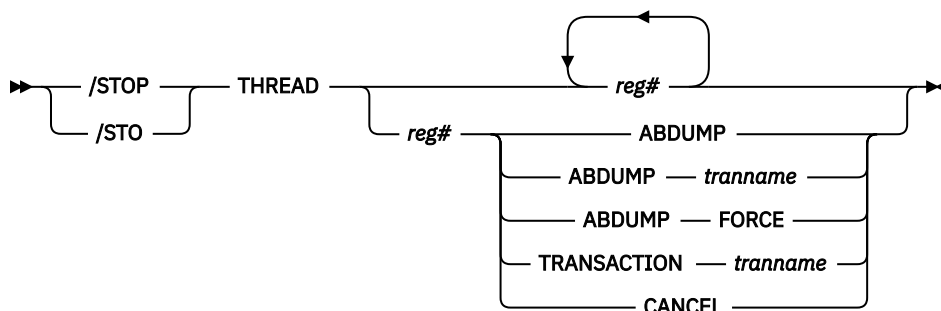 /STOP THREAD reg#
/STO reg# ABDUMP
ABDUMP tranname
ABDUMP FORCE
TRANSACTION tranname
CANCEL